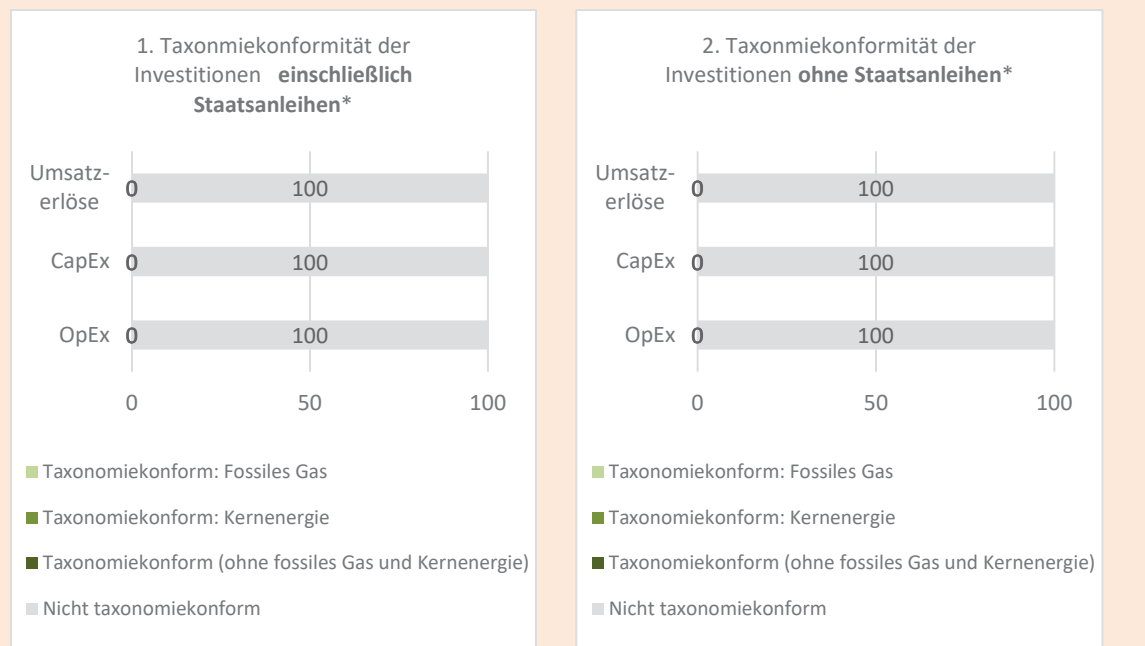 1. Taxonmiekonformität der
Investitionen einschließlich
Staatsanleihen*
Umsatz-
erlöse
0 100
CapEx 0 100
OpEx 0 100
0 50 100
Taxonomiekonform: Fossiles Gas
Taxonomiekonform: Kernenergie
Taxonomiekonform (ohne fossiles Gas und Kernenergie)
Nicht taxonomiekonform
2. Taxonmiekonformität der
Investitionen ohne Staatsanleihen*
Umsatz-
erlöse
0 100
CapEx 0 100
OpEx 0 100
0 50 100
Taxonomiekonform: Fossiles Gas
Taxonomiekonform: Kernenergie
Taxonomiekonform (ohne fossiles Gas und Kernenergie)
Nicht taxonomiekonform